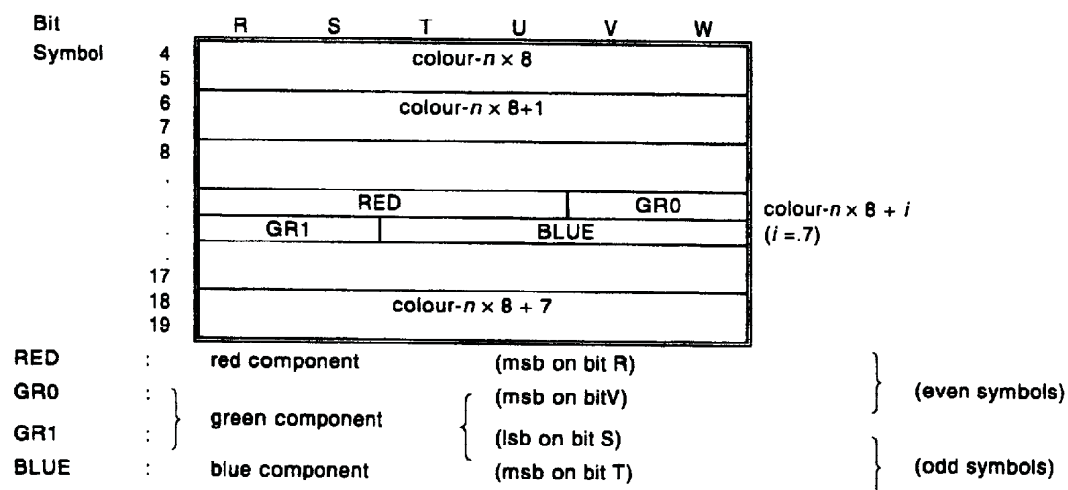 Bit R S T U V W
Symbol 4 colour-n × 8
5
6 colour-n × 8+1
7
8
.
. RED GR0 colour-n × 8 + i
. GR1 BLUE (i =.7)
.
17
18 colour-n × 8 + 7
19
RED : red component (msb on bit R)
GR0 : (msb on bitV) (even symbols)
green component
GR1 : (lsb on bit S)
BLUE : blue component (msb on bit T) (odd symbols)